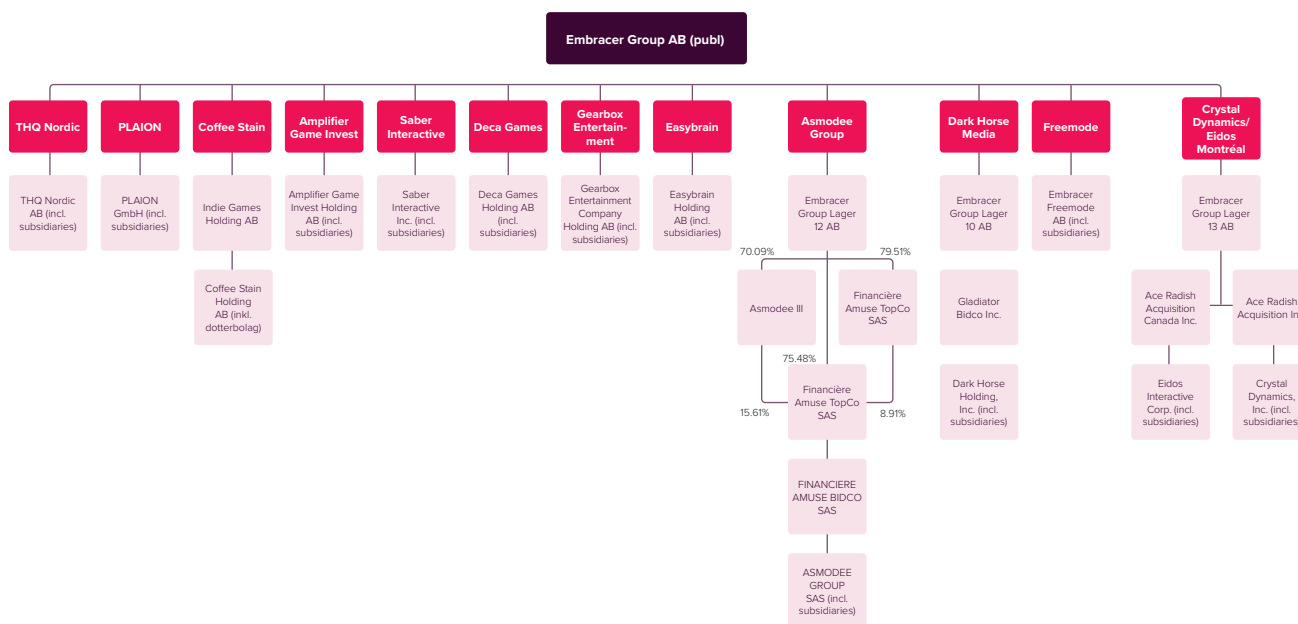 Embracer Group AB (publ)
THQ Nordic
PLAION
Coffee Stain
Amplifier
Game Invest
Saber
Interactive
Deca Games
Gearbox
Entertain-
ment
Easybrain
Asmodee
Group
Dark Horse
Media
Freemode
Crystal
Dynamics/
Eidos
Montréal
THQ Nordic
AB (incl.
subsidiaries)
PLAION
GmbH (incl.
subsidiaries)
Indie Games
Holding AB
Amplifier Game
Invest Holding
AB (incl.
subsidiaries)
Saber
Interactive
Inc. (incl.
subsidiaries)
Deca Games
Holding AB
(incl.
subsidiaries)
Gearbox
Entertainment
Company
Holding AB (incl.
subsidiaries)
Easybrain
Holding
AB (incl.
subsidiaries)
Embracer
Group Lager
12 AB
Embracer
Group Lager
10 AB
Embracer
Freemode
AB (incl.
subsidiaries)
Embracer
Group Lager
13 AB
70.09%
79.51%
Coffee Stain
Holding
AB (inkl.
dotterbolag)
Asmodee III
Financière
Amuse TopCo
SAS
Gladiator
Bidco Inc.
Ace Radish
Acquisition
Canada Inc.
Ace Radish
Acquisition In
75.48%
15.61%
Financière
Amuse TopCo
SAS
8.91%
Dark Horse
Holding,
Inc. (incl.
subsidiaries)
Eidos
Interactive
Corp. (incl.
subsidiaries)
Crystal
Dynamics,
Inc. (incl.
subsidiaries
FINANCIERE
AMUSE BIDCO
SAS
ASMODEE
GROUP
SAS (incl.
subsidiaries)